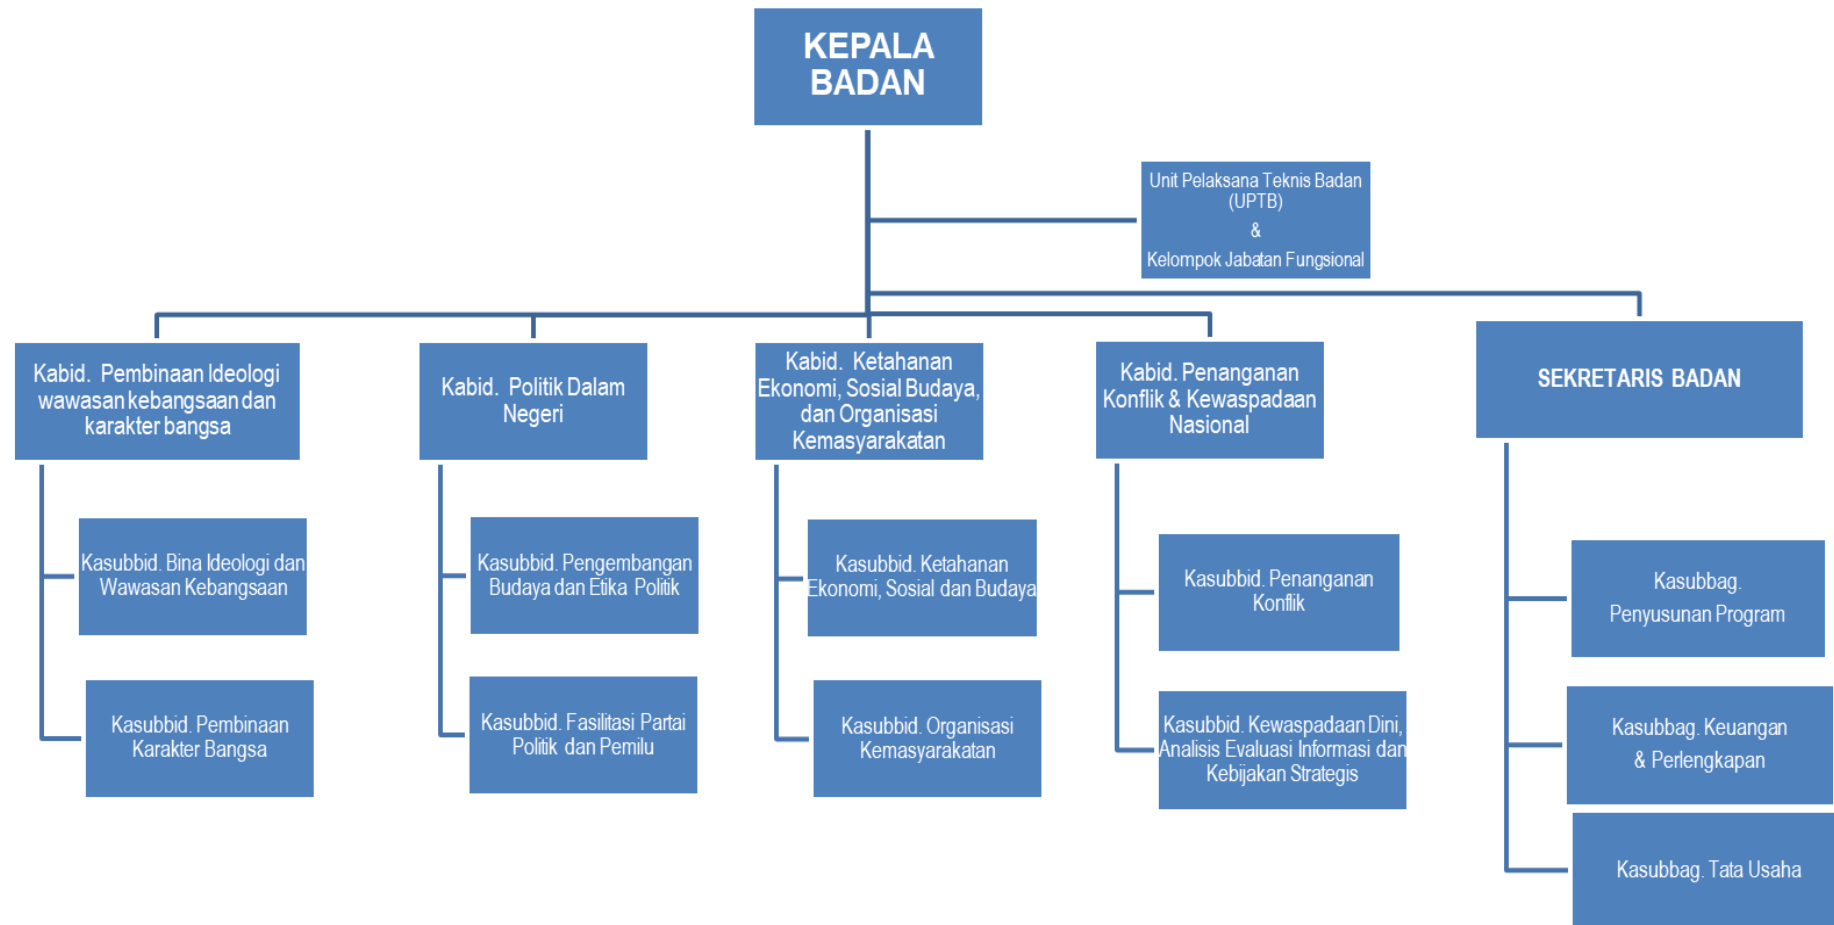 KEPALA
BADAN
Unit Pelaksana Teknis Badan
(UPTB)
&
Kelompok Jabatan Fungsional
Kabid. Pembinaan Ideologi
wawasan kebangsaan dan
karakter bangsa
Kabid. Politik Dalam
Negeri
Kabid. Ketahanan
Ekonomi, Sosial Budaya,
dan Organisasi
Kemasyarakatan
Kabid. Penanganan
Konflik & Kewaspadaan
Nasional
SEKRETARIS BADAN
Kasubbid. Bina Ideologi dan
Wawasan Kebangsaan
Kasubbid. Pengembangan
Budaya dan Etika Politik
Kasubbid. Ketahanan
Ekonomi, Sosial dan Budaya
Kasubbid. Penanganan
Konflik
Kasubbag.
Penyusunan Program
Kasubbid. Pembinaan
Karakter Bangsa
Kasubbid. Fasilitasi Partai
Politik dan Pemilu
Kasubbid. Organisasi
Kemasyarakatan
Kasubbid. Kewaspadaan Dini,
Analisis Evaluasi Informasi dan
Kebijakan Strategis
Kasubbag. Keuangan
& Perlengkapan
Kasubbag. Tata Usaha